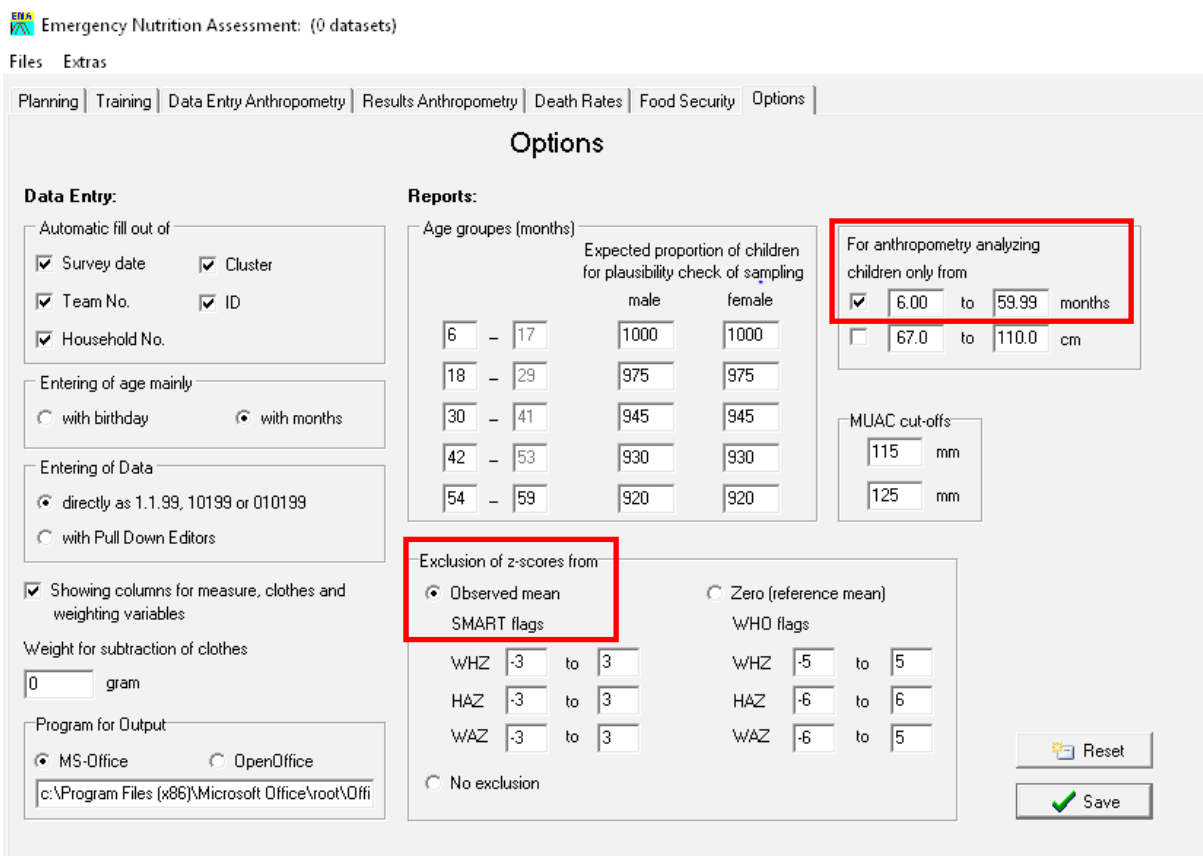 ENA
Emergency Nutrition Assessment: (0 datasets)
Files Extras
Planning Training Data Entry Anthropometry Results Anthropometry Death Rates Food Security Options
Options
Data Entry:
Automatic fill out of
Survey date Cluster
Team No. ID
Household No.
Entering of age mainly
with birthday with months
Entering of Data
directly as 1.1.99, 10199 or 010199
with Pull Down Editors
Showing columns for measure, clothes and
weighting variables
Weight for subtraction of clothes
0 gram
Program for Output
MS-Office OpenOffice
c:\Program Files (x86)\Microsoft Office\root\Offi
Reports:
Age groupes (months)
Expected proportion of children
for plausibility check of sampling
male female
6 – 17 1000 1000
18 – 29 975 975
30 – 41 945 945
42 – 53 930 930
54 – 59 920 920
For anthropometry analyzing
children only from
6.00 to 59.99 months
67.0 to 110.0 cm
MUAC cut-offs
115 mm
125 mm
Exclusion of z-scores from
Observed mean Zero (reference mean)
SMART flags WHO flags
WHZ -3 to 3 WHZ -5 to 5
HAZ -3 to 3 HAZ -6 to 6
WAZ -3 to 3 WAZ -6 to 5
No exclusion
Reset
Save